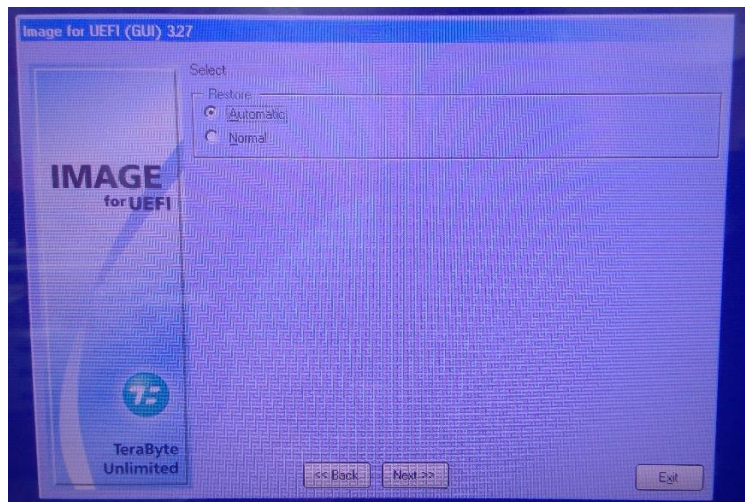 Image for UEFI (GUI) 3.27
Select
Restore
Automatic
Normal
IMAGE
for UEFI
TeraByte
Unlimited
<< Back
Next >>
Exit